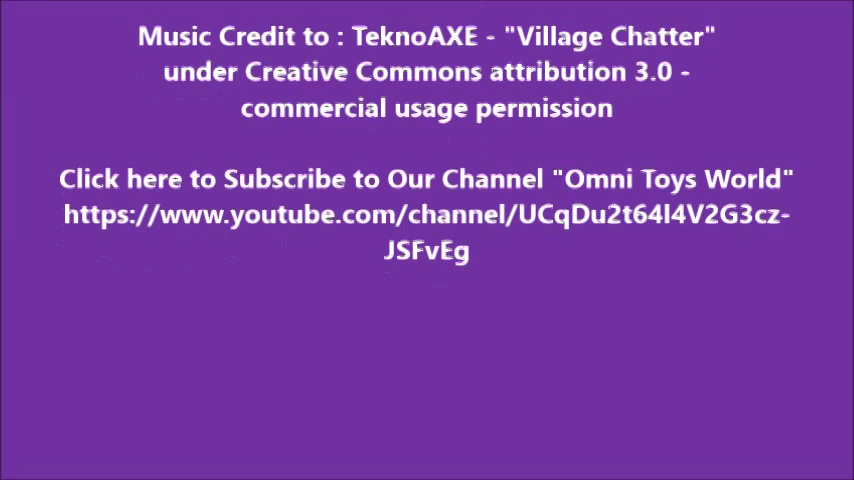 Music Credit to : TeknoAXE - "Village Chatter"
under Creative Commons attribution 3.0 -
commercial usage permission
Click here to Subscribe to Our Channel "Omni Toys World"
https://www.youtube.com/channel/UCqDu2t64l4V2G3cz-
JSFvEg